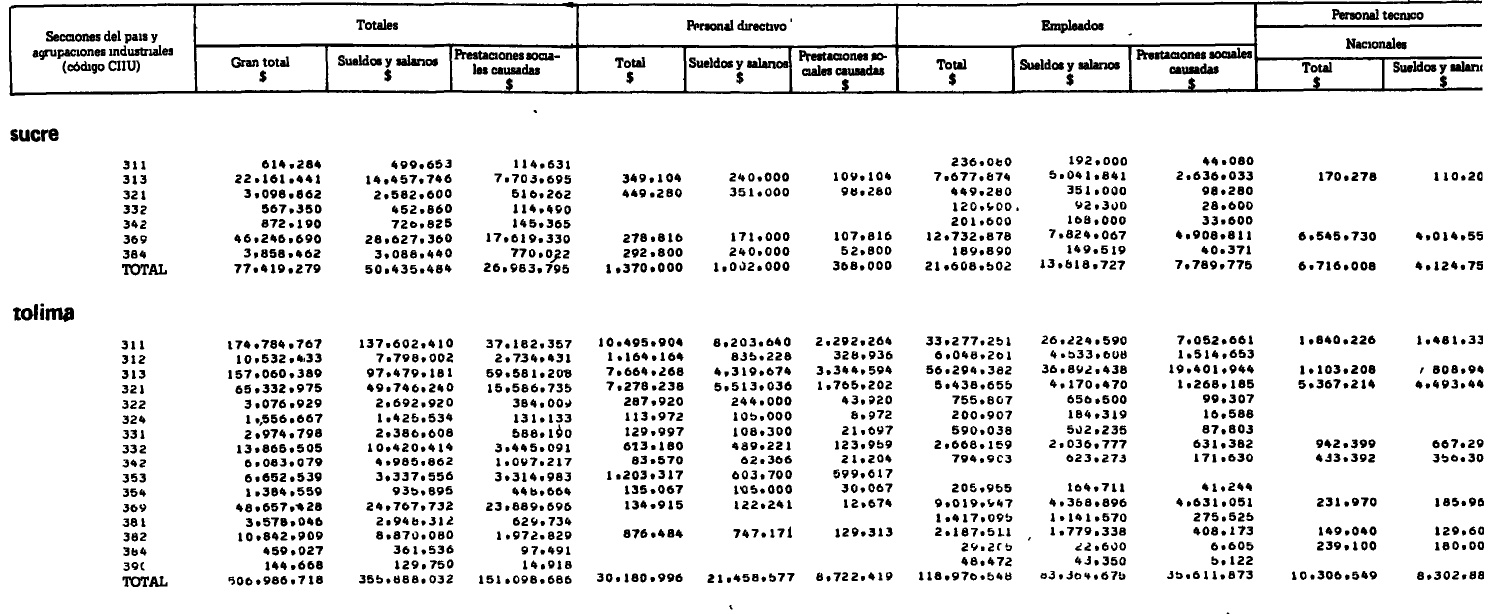 Secciones del pais y agrupaciones industriales (código CIIU) Totales Personal directivo Empleados Personal tecnico
Nacionales
Gran total $ Sueldos y salarios $ Prestaciones sociales causadas $ Total $ Sueldos y salarios $ Prestaciones so-ciales causadas $ Total $ Sueldos y salarios $ Prestaciones sociales causadas $ Total $ Sueldos y salario $
sucre
311 614.284 499.653 114.631 236.080 192.000 44.080
313 22.161.441 14.457.746 7.703.695 349.104 240.000 109.104 7.677.874 5.041.841 2.636.033 170.278 110.20
321 3.098.862 2.582.600 516.262 449.280 351.000 98.280 449.280 351.000 98.280
332 567.350 452.860 114.490 120.900 92.300 28.600
342 872.190 726.825 145.365 201.600 168.000 33.600
369 46.246.690 28.627.360 17.619.330 278.816 171.000 107.816 12.732.878 7.824.067 4.908.811 6.545.730 4.014.55
384 3.858.462 3.088.440 770.022 292.800 240.000 52.800 189.890 149.519 40.371
TOTAL 77.419.279 50.435.484 26.983.795 1.370.000 1.002.000 368.000 21.608.502 13.818.727 7.789.775 6.716.008 4.124.75
tolima
311 174.784.767 137.602.410 37.182.357 10.495.904 8.203.640 2.292.264 33.277.251 26.224.590 7.052.661 1.840.226 1.481.33
312 10.532.433 7.798.002 2.734.431 1.164.164 835.228 328.936 6.048.261 4.533.608 1.514.653
313 157.060.389 97.479.181 59.581.208 7.664.268 4.319.674 3.344.594 56.294.382 36.892.438 19.401.944 1.103.208 808.94
321 65.332.975 49.746.240 15.586.735 7.278.238 5.513.036 1.765.202 5.438.655 4.170.470 1.268.185 5.367.214 4.493.44
322 3.076.929 2.692.920 384.009 287.920 244.000 43.920 755.807 656.500 99.307
324 1.556.667 1.425.534 131.133 113.972 105.000 8.972 200.907 184.319 16.588
331 2.974.798 2.386.608 588.190 129.997 108.300 21.697 590.038 502.235 87.803
332 13.865.505 10.420.414 3.445.091 613.180 489.221 123.959 2.668.159 2.036.777 631.382 942.399 667.29
342 6.083.079 4.985.862 1.097.217 83.570 62.366 21.204 794.903 623.273 171.630 433.392 356.30
353 6.652.539 3.337.556 3.314.983 1.203.317 603.700 599.617
354 1.384.559 935.895 448.664 135.067 105.000 30.067 205.955 164.711 41.244
369 48.657.428 24.767.732 23.889.696 134.915 122.241 12.674 9.019.947 4.388.896 4.631.051 231.970 185.96
381 3.578.046 2.948.312 629.734 1.417.095 1.141.570 275.525
382 10.842.909 8.870.080 1.972.829 876.484 747.171 129.313 2.187.511 1.779.338 408.173 149.040 129.60
384 459.027 361.536 97.491 29.205 22.600 6.605 239.100 180.00
390 144.668 129.750 14.918 48.472 43.350 5.122
TOTAL 506.986.718 355.888.032 151.098.686 30.180.996 21.458.577 8.722.419 118.976.548 83.364.675 35.611.873 10.306.549 8.302.88